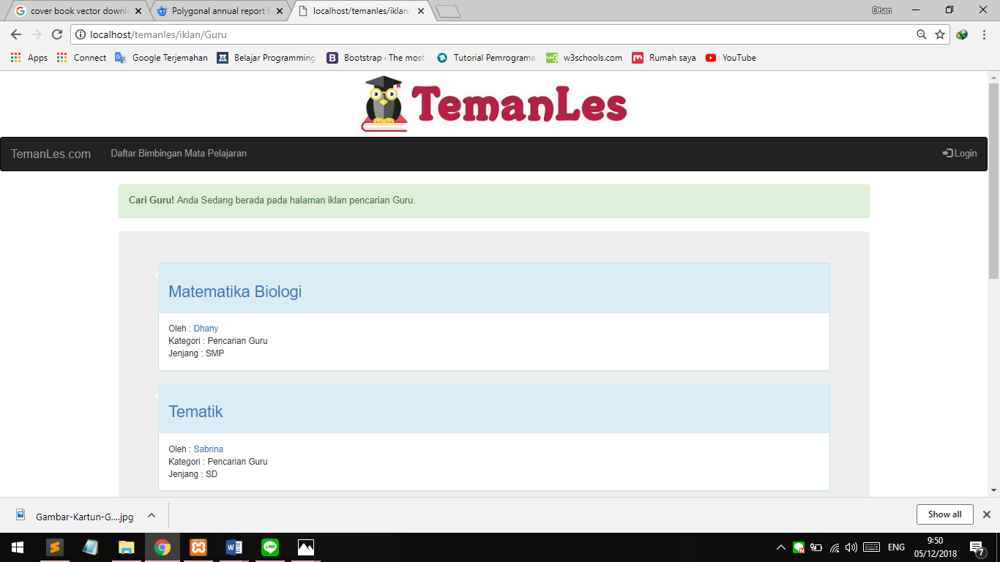 cover book vector downl
Polygonal annual report b
localhost/temanles/iklan/
Dhan
localhost/temanles/iklan/Guru
Apps
Connect
Google Terjemahan
Belajar Programming
Bootstrap · The most
Tutorial Pemrograma
w3schools.com
Rumah saya
YouTube
TemanLes
TemanLes.com
Daftar Bimbingan Mata Pelajaran
Login
Cari Guru! Anda Sedang berada pada halaman iklan pencarian Guru.
Matematika Biologi
Oleh : Dhany
Kategori : Pencarian Guru
Jenjang : SMP
Tematik
Oleh : Sabrina
Kategori : Pencarian Guru
Jenjang : SD
Gambar-Kartun-G....jpg
Show all
ENG
9:50
05/12/2018
7